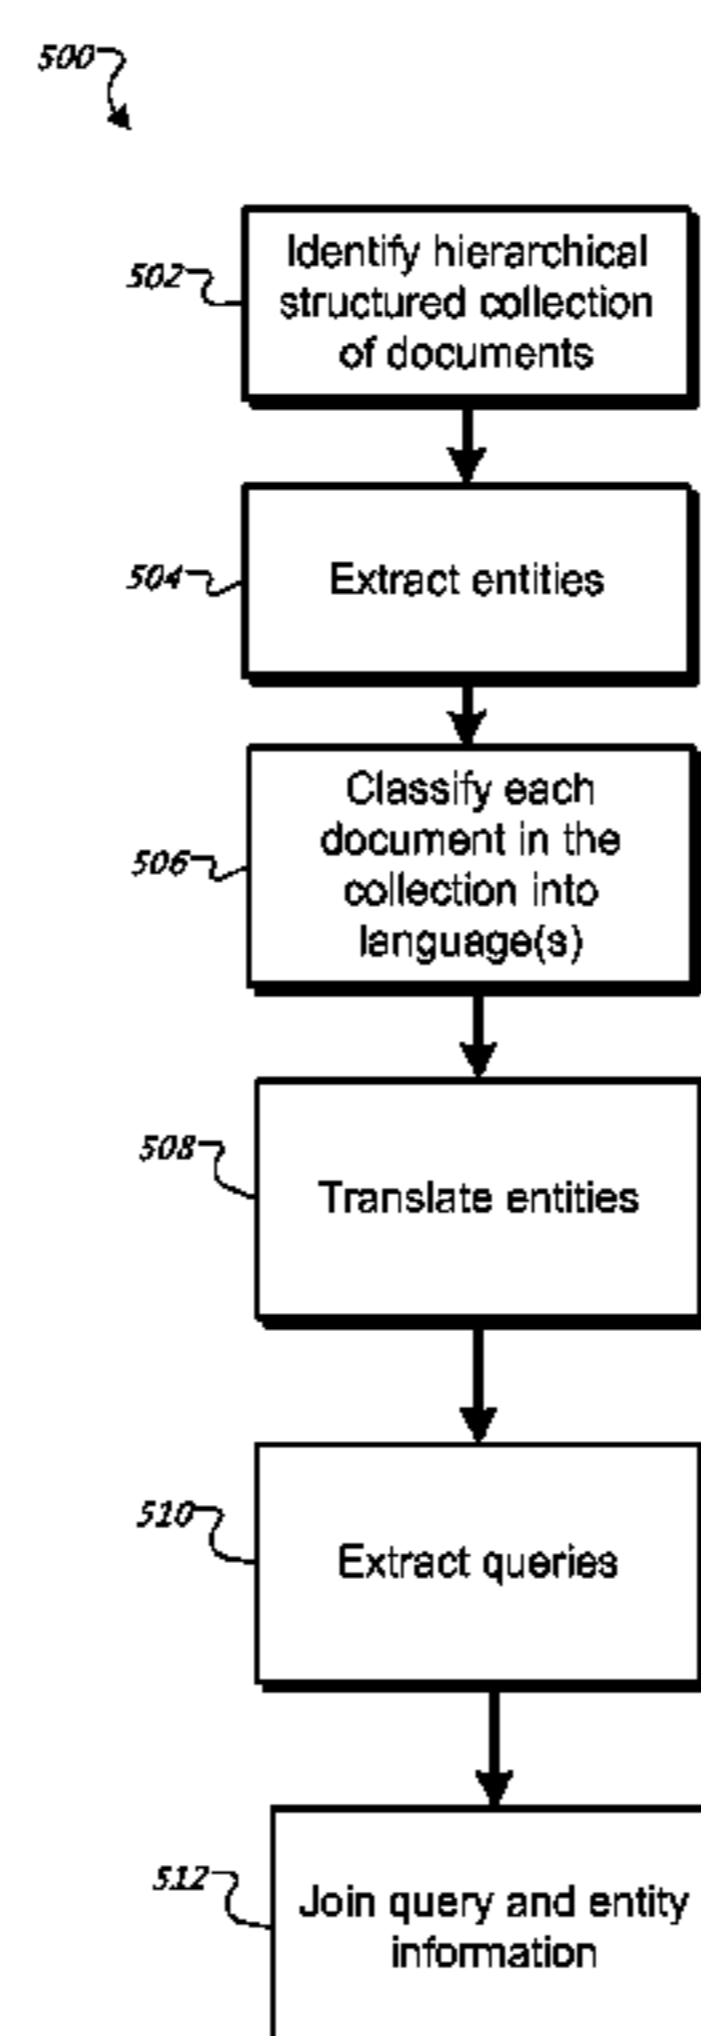 500
502
Identify hierarchical
structured collection
of documents
504
Extract entities
506
Classify each
document in the
collection into
language(s)
508
Translate entities
510
Extract queries
512
Join query and entity
information